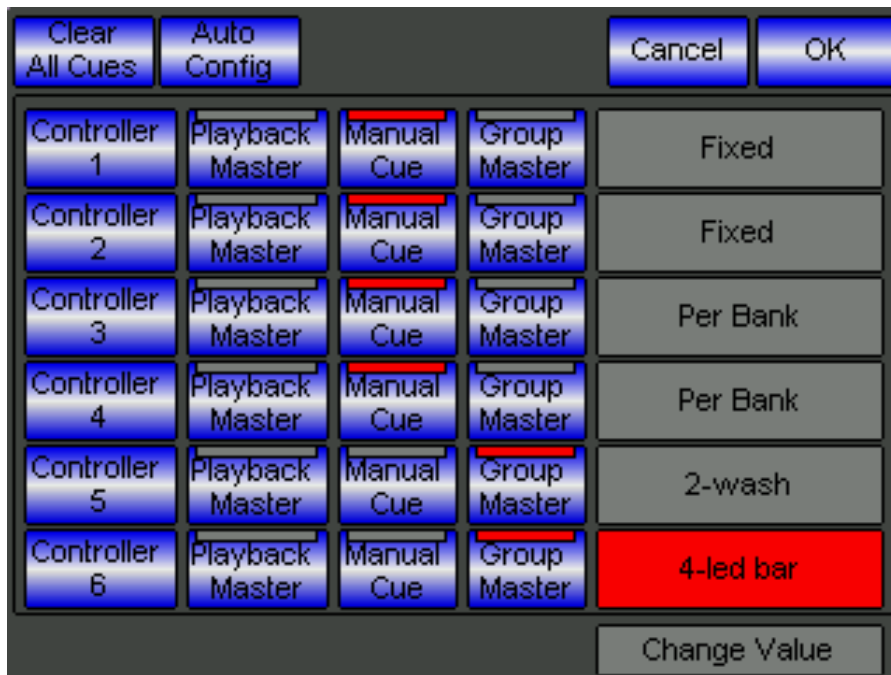 Clear
All Cues
Auto
Config
Cancel
OK
Controller
1
Playback
Master
Manual
Cue
Group
Master
Fixed
Controller
2
Playback
Master
Manual
Cue
Group
Master
Fixed
Controller
3
Playback
Master
Manual
Cue
Group
Master
Per Bank
Controller
4
Playback
Master
Manual
Cue
Group
Master
Per Bank
Controller
5
Playback
Master
Manual
Cue
Group
Master
2-wash
Controller
6
Playback
Master
Manual
Cue
Group
Master
4-led bar
Change Value